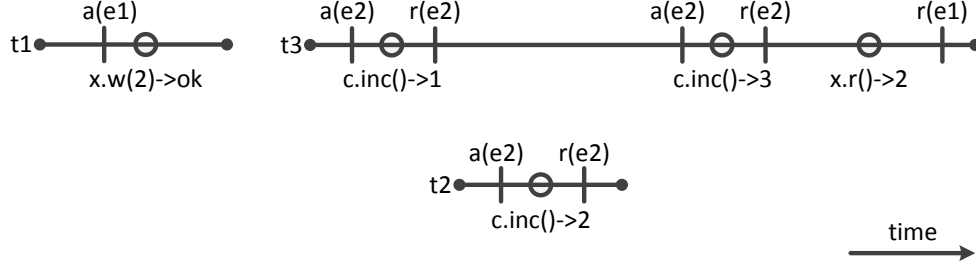 a(e1)
t1
x.w(2)->ok
a(e2) r(e2) a(e2) r(e2) r(e1)
t3
c.inc()->1 c.inc()->3 x.r()->2
a(e2) r(e2)
t2
c.inc()->2
time